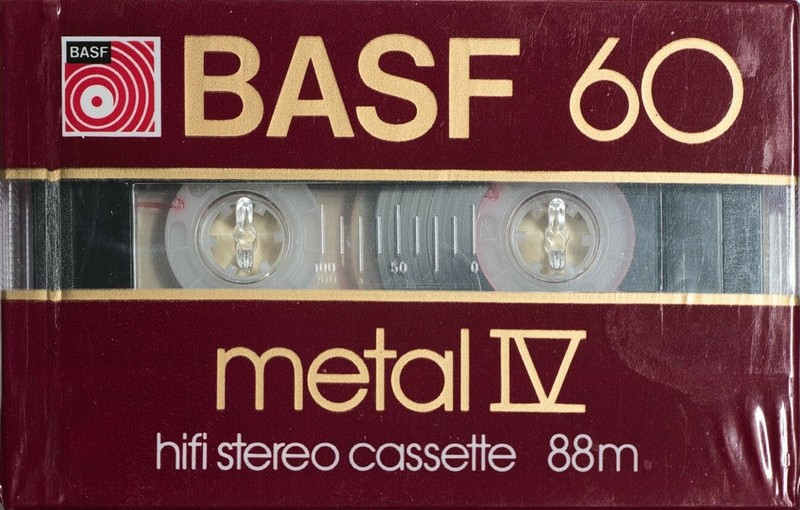 BASF
BASF 60
100 50 0
metal IV
hifi stereo cassette 88m